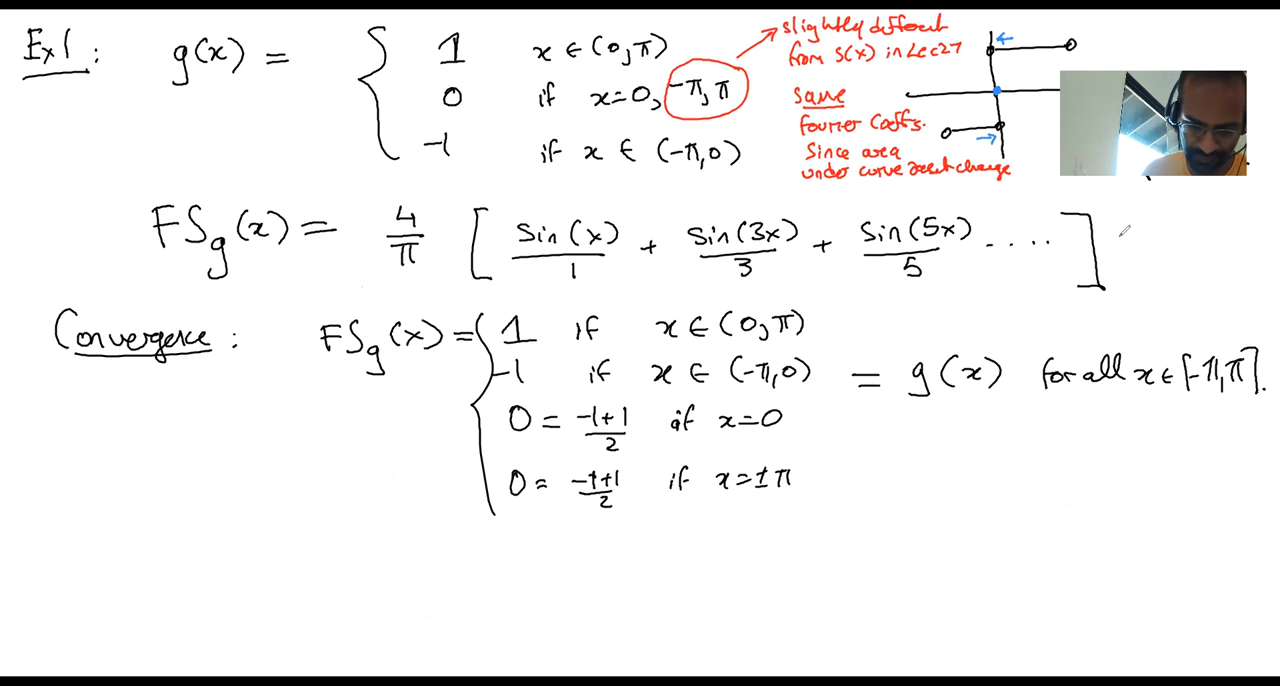 Ex1: g(x) = { 1 x ∈ (0, π)
0 if x=0, -π, π
-1 if x ∈ (-π, 0)
slightly different
from S(x) in Lec 27
Same
Fourier Coeffs.
Since area
under curve doesn't change
FS_g(x) = 4/π [ Sin(x)/1 + Sin(3x)/3 + Sin(5x)/5 .... ]
Convergence: FS_g(x) = { 1 if x ∈ (0, π)
-1 if x ∈ (-π, 0) = g(x) for all x ∈ [-π, π].
0 = (-1+1)/2 if x=0
0 = (-1+1)/2 if x=±π